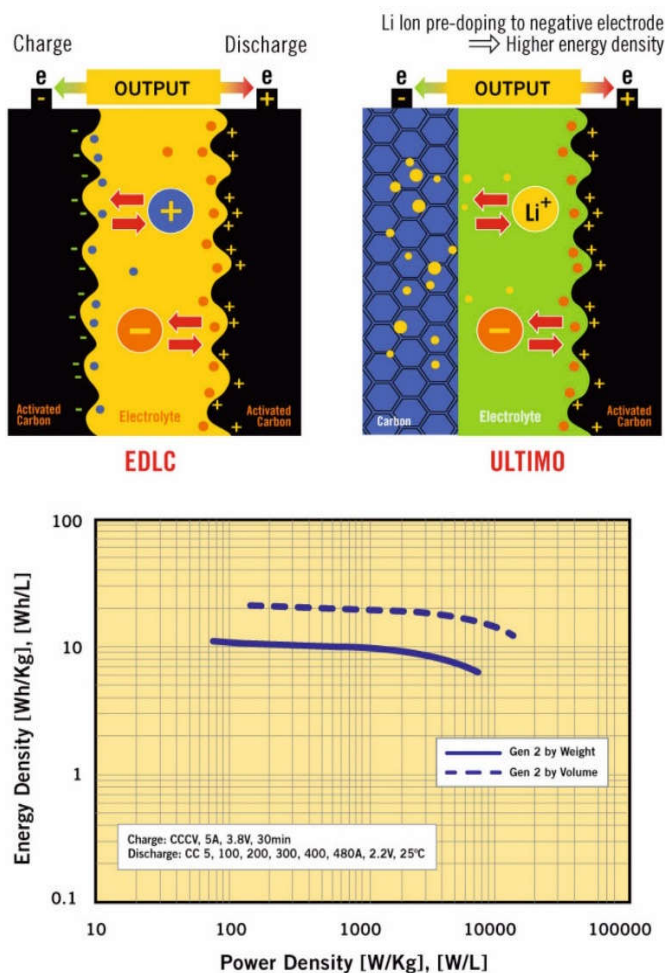 Charge
Discharge
e
OUTPUT
e
-
+
+
-
Activated
Carbon
Electrolyte
Activated
Carbon
EDLC
Li Ion pre-doping to negative electrode
⇒ Higher energy density
e
OUTPUT
e
-
+
Li+
-
Carbon
Electrolyte
Activated
Carbon
ULTIMO
Energy Density [Wh/Kg], [Wh/L]
100
10
1
0.1
Gen 2 by Weight
Gen 2 by Volume
Charge: CCCV, 5A, 3.8V, 30min
Discharge: CC 5, 100, 200, 300, 400, 480A, 2.2V, 25ºC
10 100 1000 10000 100000
Power Density [W/Kg], [W/L]